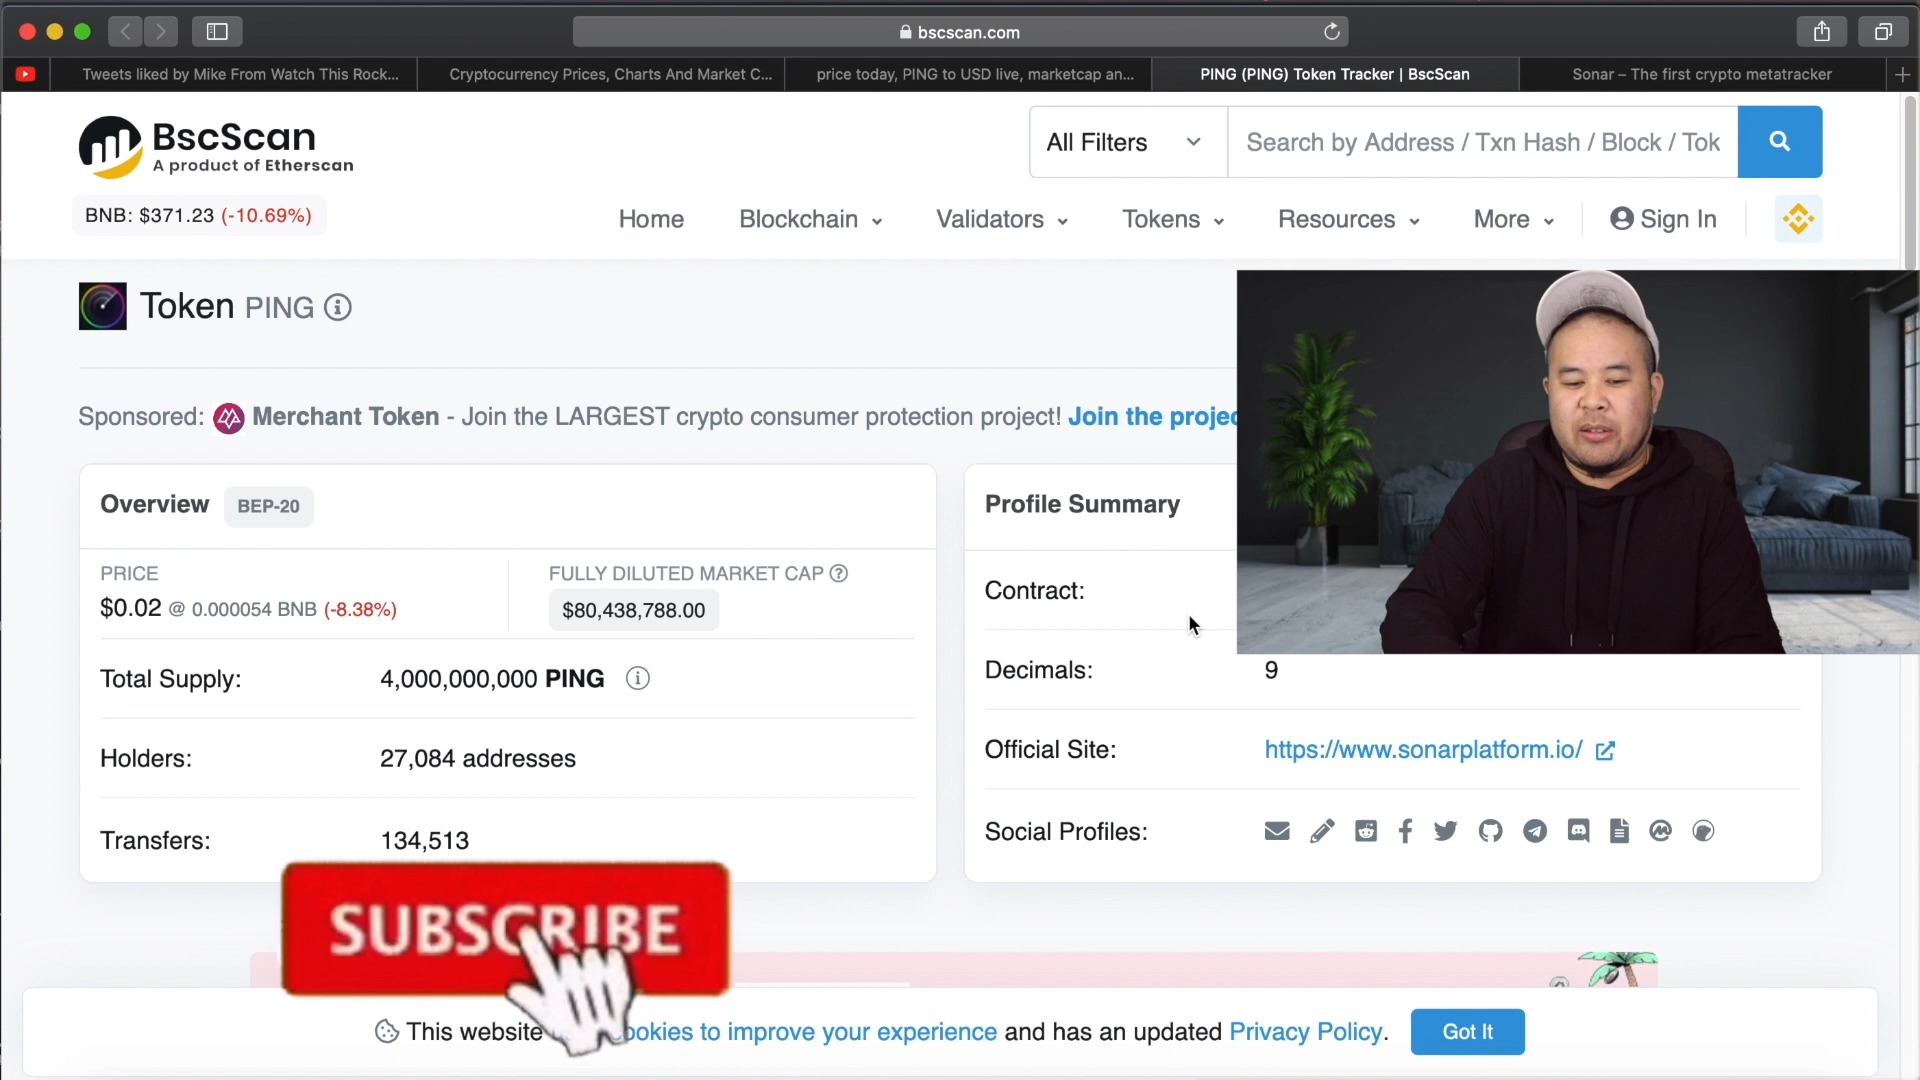 bscscan.com
Tweets liked by Mike From Watch This Rock...
Cryptocurrency Prices, Charts And Market C...
price today, PING to USD live, marketcap an...
PING (PING) Token Tracker | BscScan
Sonar – The first crypto metatracker
BscScan
A product of Etherscan
All Filters
Search by Address / Txn Hash / Block / Tok
BNB: $371.23 (-10.69%)
Home
Blockchain
Validators
Tokens
Resources
More
Sign In
Token PING
Sponsored: Merchant Token - Join the LARGEST crypto consumer protection project! Join the projec
Overview BEP-20
PRICE
$0.02 @ 0.000054 BNB (-8.38%)
FULLY DILUTED MARKET CAP
$80,438,788.00
Total Supply: 4,000,000,000 PING
Holders: 27,084 addresses
Transfers: 134,513
Profile Summary
Contract:
Decimals: 9
Official Site: https://www.sonarplatform.io/
Social Profiles:
SUBSCRIBE
This website ookies to improve your experience and has an updated Privacy Policy.
Got It